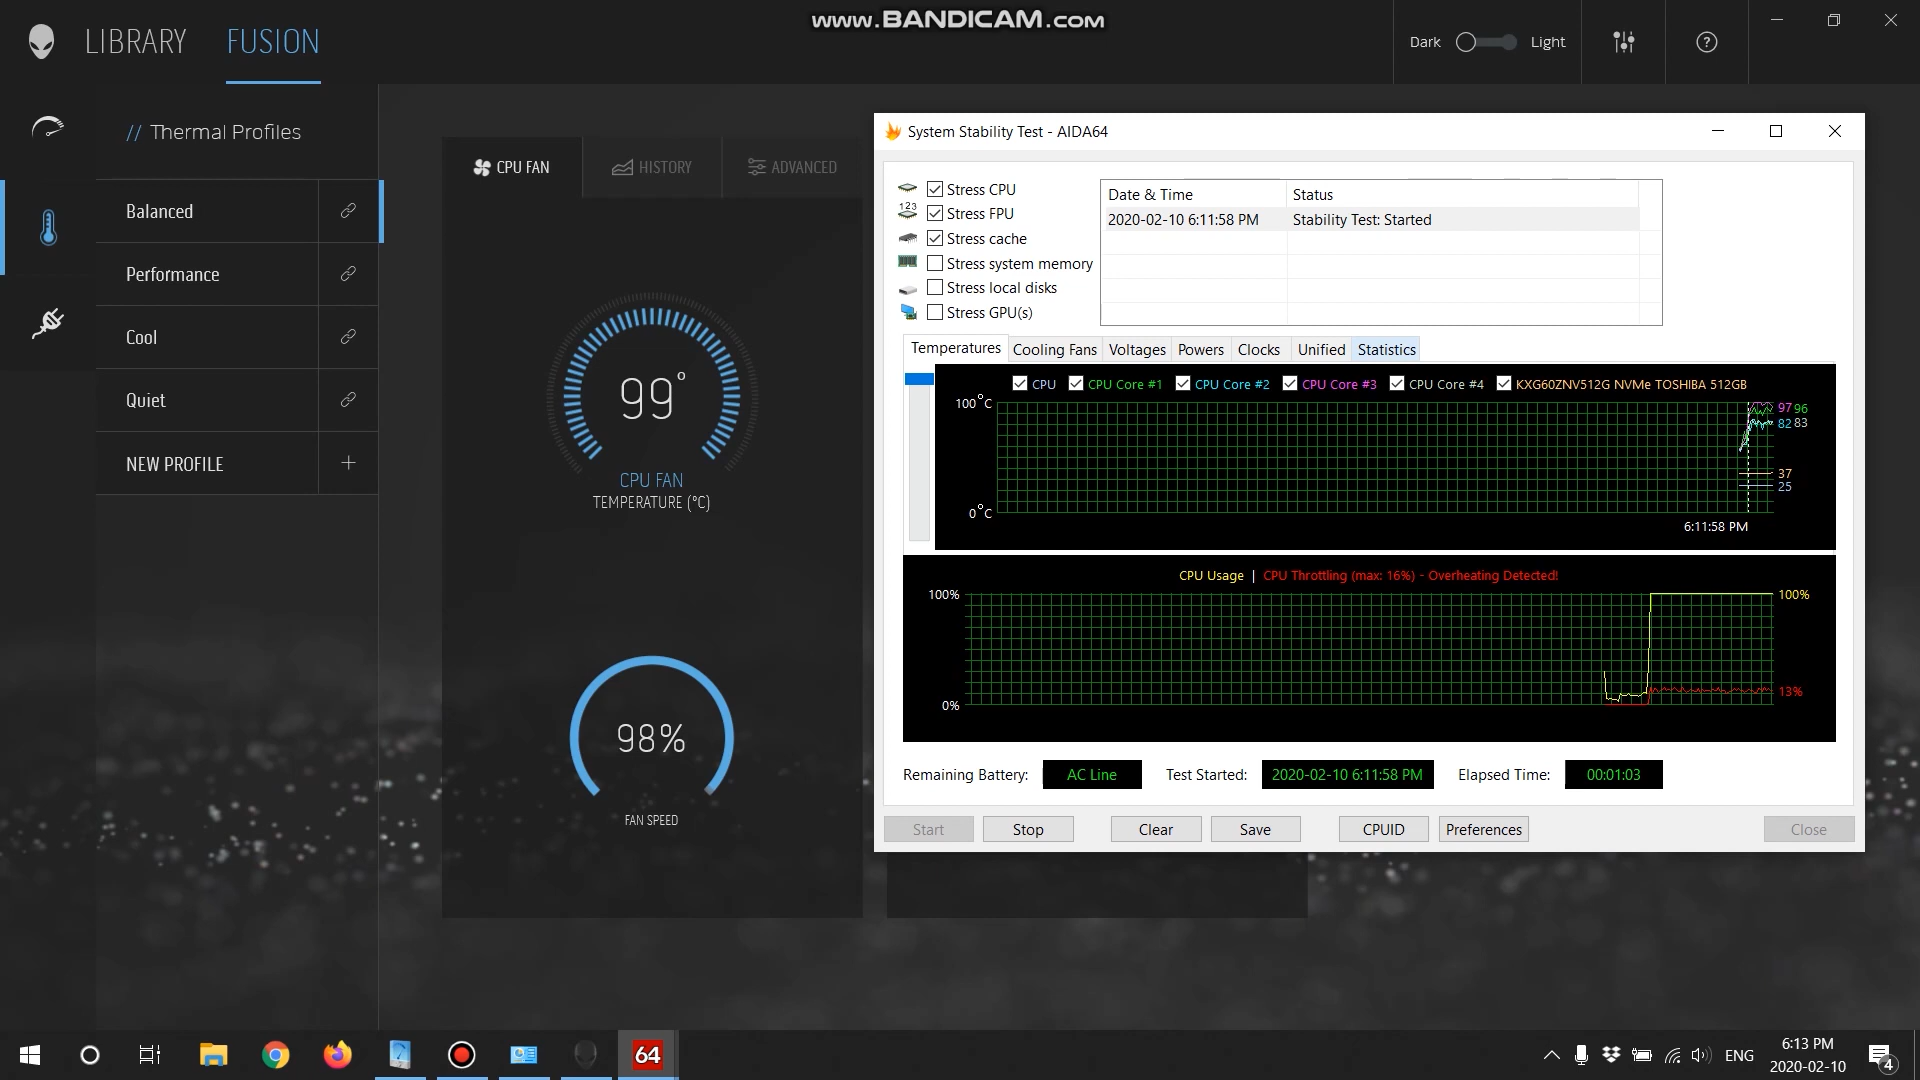 www.BANDICAM.com
LIBRARY
FUSION
Dark
Light
?
// Thermal Profiles
Balanced
Performance
Cool
Quiet
NEW PROFILE +
CPU FAN
HISTORY
ADVANCED
99°
CPU FAN
TEMPERATURE (°C)
98%
FAN SPEED
System Stability Test - AIDA64
Stress CPU
123
Stress FPU
Stress cache
Stress system memory
Stress local disks
Stress GPU(s)
Date & Time Status
2020-02-10 6:11:58 PM Stability Test: Started
Temperatures Cooling Fans Voltages Powers Clocks Unified Statistics
CPU CPU Core #1 CPU Core #2 CPU Core #3 CPU Core #4 KXG60ZNV512G NVMe TOSHIBA 512GB
100°C
97 96
82 83
37
25
0°C
6:11:58 PM
CPU Usage | CPU Throttling (max: 16%) - Overheating Detected!
100% 100%
13%
0%
Remaining Battery: AC Line Test Started: 2020-02-10 6:11:58 PM Elapsed Time: 00:01:03
Start Stop Clear Save CPUID Preferences Close
64
ENG
6:13 PM
2020-02-10
4